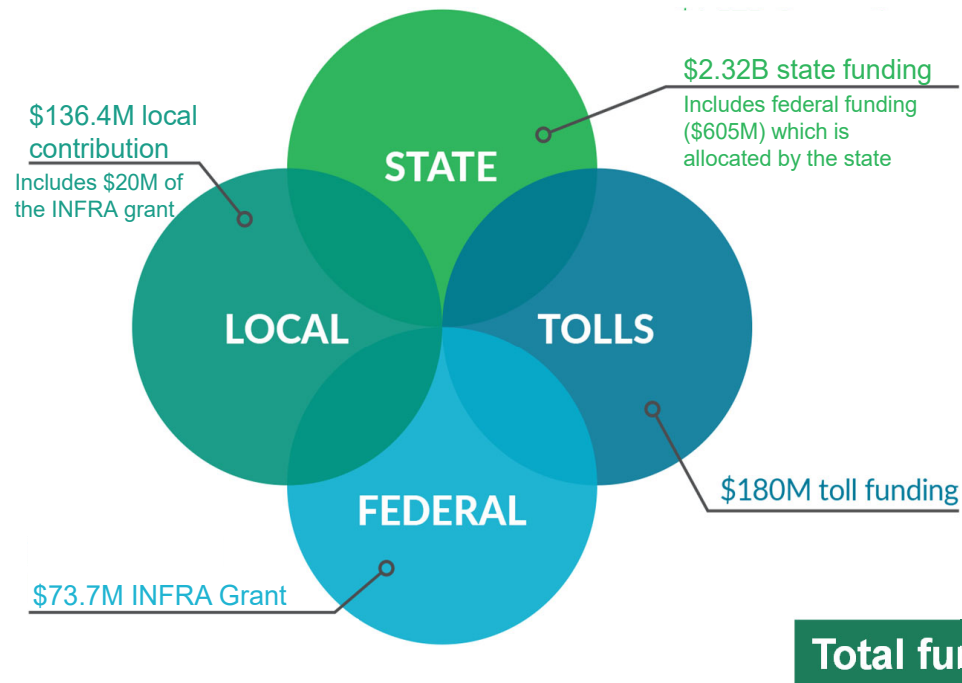 $2.32B state funding
Includes federal funding
($605M) which is
allocated by the state
$136.4M local
contribution
Includes $20M of
the INFRA grant
STATE
LOCAL
TOLLS
FEDERAL
$180M toll funding
$73.7M INFRA Grant
Total